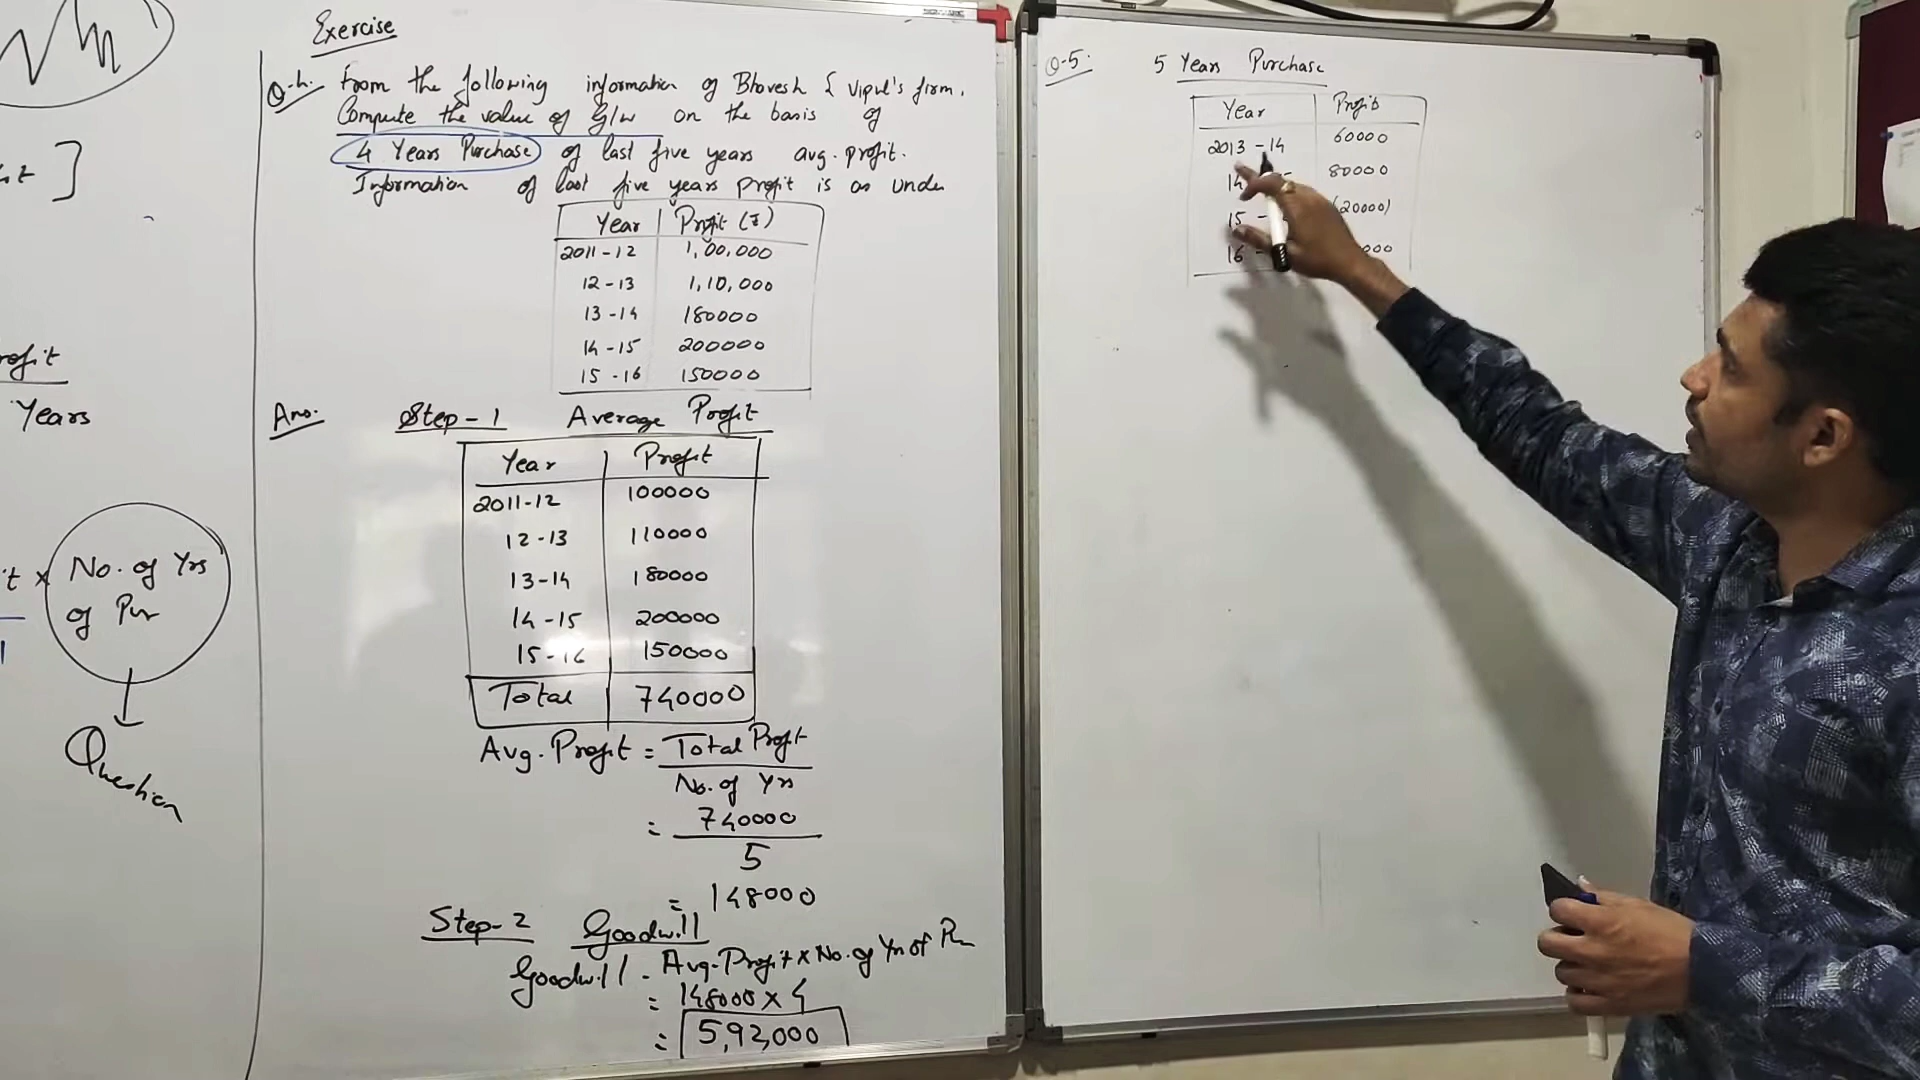 ofit
Years
t x No. of Yrs
of Pur
Question
Exercise
Q-4. From the following information of Bhavesh & Vipul's firm.
Compute the value of G/w on the basis of
4 Years Purchase of last five years avg. profit.
Information of last five years profit is as under
Year Profit (₹)
2011-12 1,00,000
12-13 1,10,000
13-14 180000
14-15 200000
15-16 150000
Ans. Step-1 Average Profit
Year Profit
2011-12 100000
12-13 110000
13-14 180000
14-15 200000
15-16 150000
Total 740000
Avg. Profit = Total Profit
No. of Yrs
= 740000
5
= 148000
Step-2 Goodwill
Goodwill = Avg. Profit x No. of Yr of Pur
= 148000 x 4
= 5,92,000
Q-5. 5 Years Purchase
Year Profit
2013-14 60000
14 80000
15 - (20000)
16 -